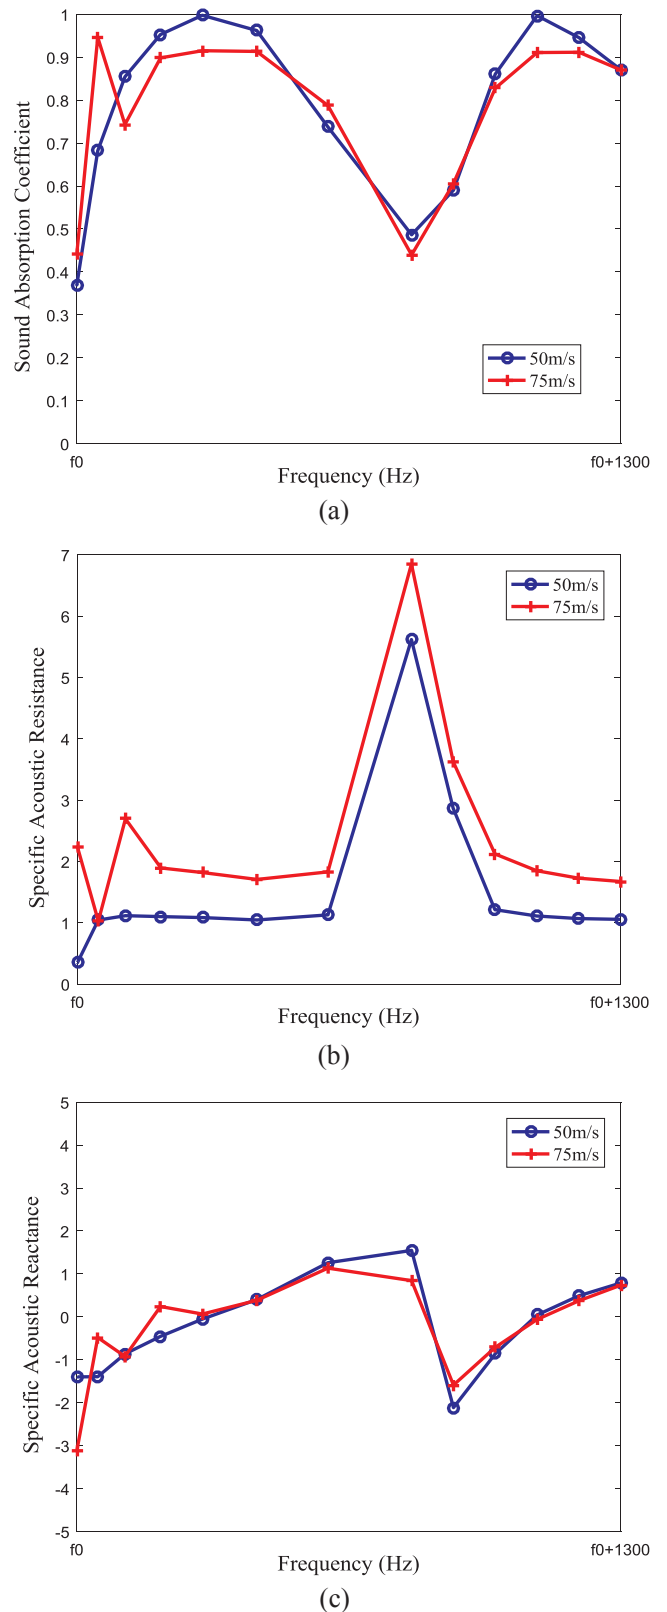 1
0.9
0.8
0.7
0.6
0.5
0.4
0.3
0.2
0.1
0
Sound Absorption Coefficient
50m/s
75m/s
f0
f0+1300
Frequency (Hz)
(a)
7
6
5
4
3
2
1
0
Specific Acoustic Resistance
50m/s
75m/s
f0
f0+1300
Frequency (Hz)
(b)
5
4
3
2
1
0
-1
-2
-3
-4
-5
Specific Acoustic Reactance
50m/s
75m/s
f0
f0+1300
Frequency (Hz)
(c)